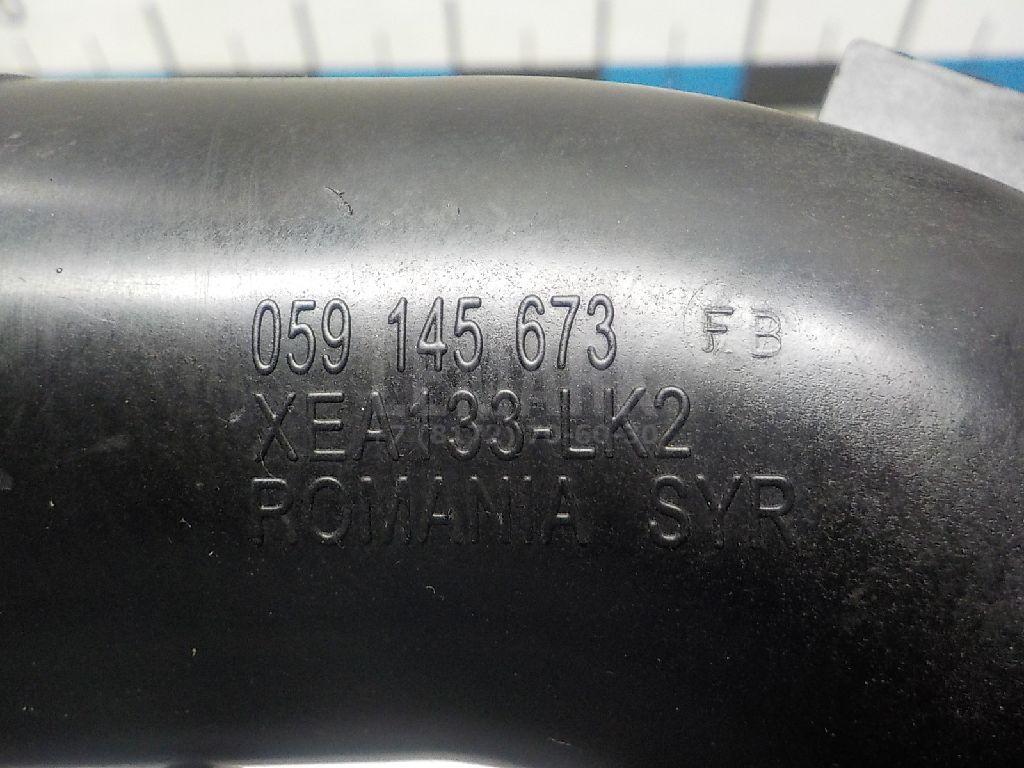 059 145 673 FB
XEA133-LK2
ROMANIA SYR